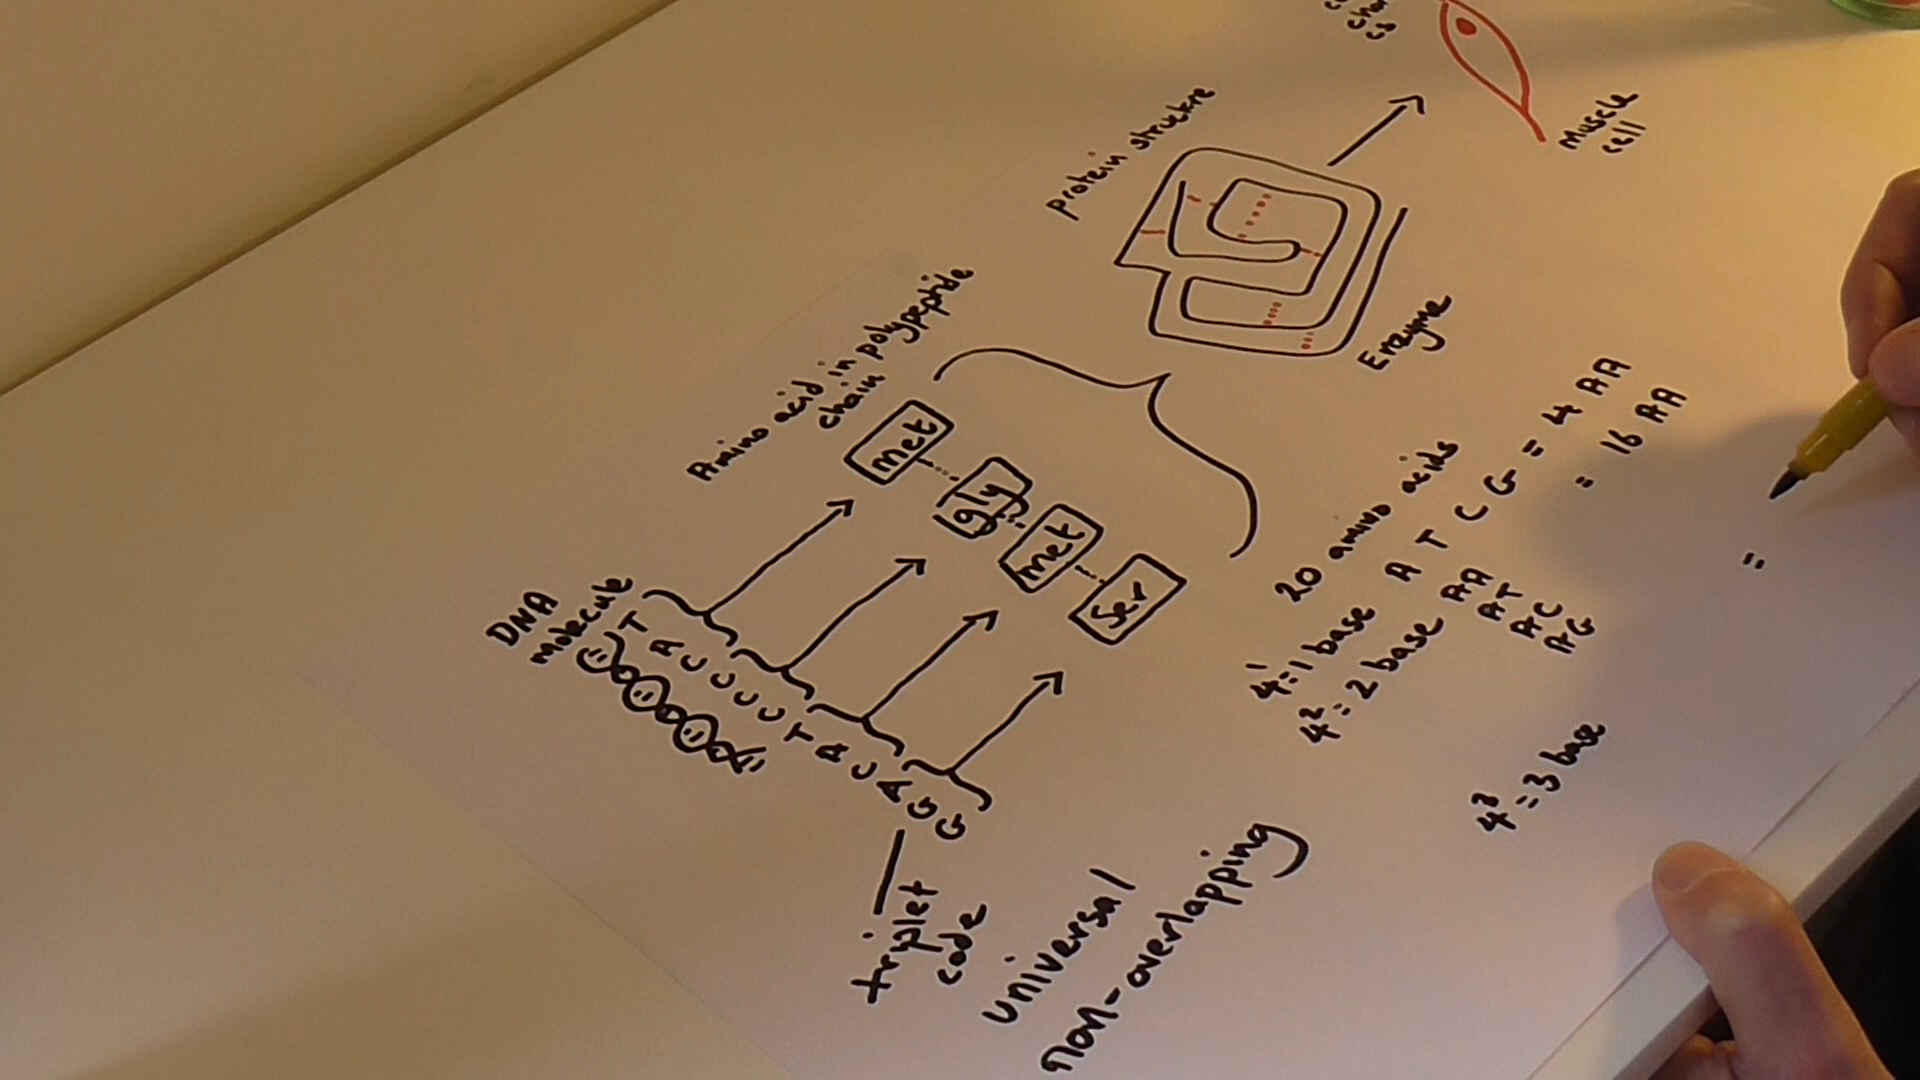 DNA
molecule
T A C C C C T A C A G G
triplet
code
universal
non-overlapping
Amino acid in polypeptide
chain
Met
gly
Met
Ser
protein structure
Enzyme
Muscle
cell
20 amino acids
4¹=1 base A T C G = 4 AA
4²=2 base AA = 16 AA
AT
AC
AG
4³=3 base =